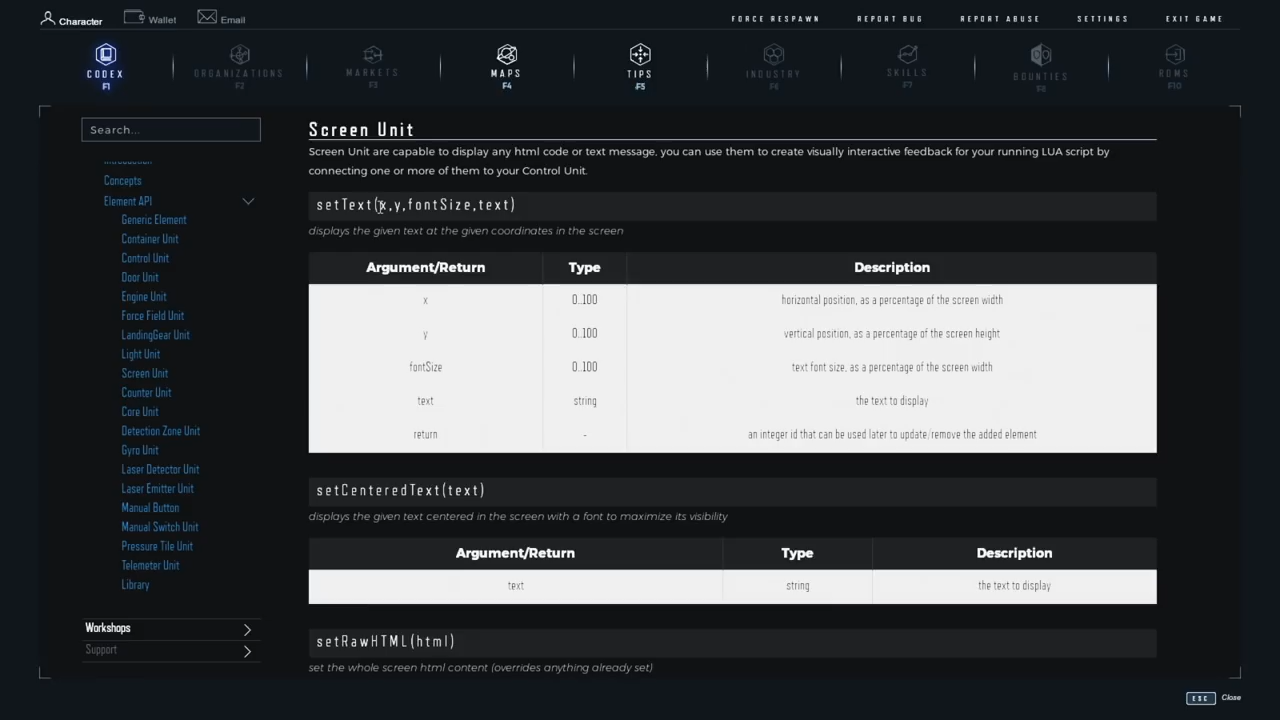 Character Wallet Email FORCE RESPAWN REPORT BUG REPORT ABUSE SETTINGS EXIT GAME
CODEX ORGANIZATIONS MARKETS MAPS TIPS INDUSTRY SKILLS BOUNTIES RDMS
F1 F2 F3 F4 F5 F6 F7 F8 F10
Search...
Introduction
Concepts
Element API
Generic Element
Container Unit
Control Unit
Door Unit
Engine Unit
Force Field Unit
LandingGear Unit
Light Unit
Screen Unit
Counter Unit
Core Unit
Detection Zone Unit
Gyro Unit
Laser Detector Unit
Laser Emitter Unit
Manual Button
Manual Switch Unit
Pressure Tile Unit
Telemeter Unit
Library
Workshops
Support
Screen Unit
Screen Unit are capable to display any html code or text message, you can use them to create visually interactive feedback for your running LUA script by
connecting one or more of them to your Control Unit.
setText(x,y,fontSize,text)
displays the given text at the given coordinates in the screen
Argument/Return Type Description
x 0..100 horizontal position, as a percentage of the screen width
y 0..100 vertical position, as a percentage of the screen height
fontSize 0..100 text font size, as a percentage of the screen width
text string the text to display
return - an integer id that can be used later to update/remove the added element
setCenteredText(text)
displays the given text centered in the screen with a font to maximize its visibility
Argument/Return Type Description
text string the text to display
setRawHTML(html)
set the whole screen html content (overrides anything already set)
ESC Close